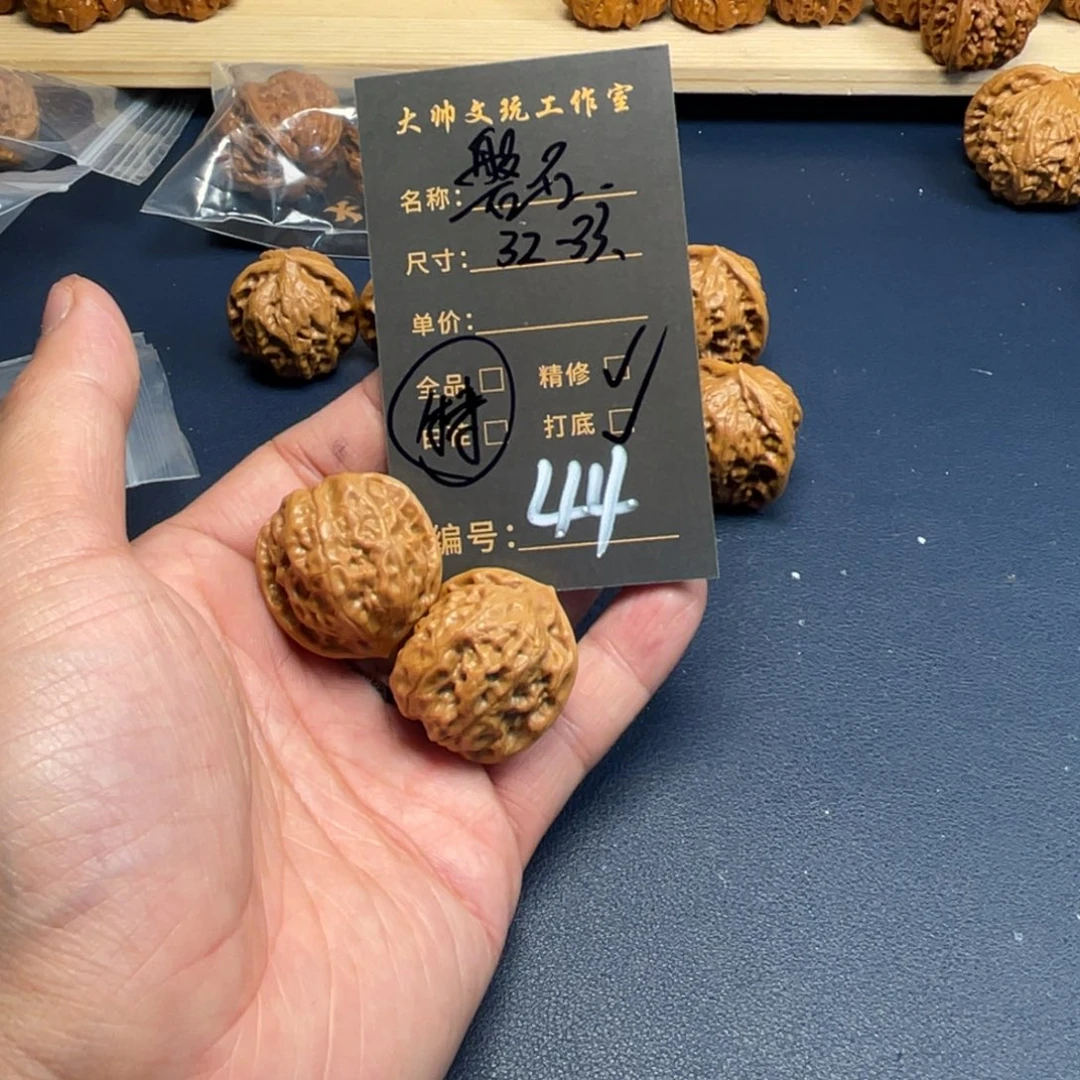 大帅文玩工作室
名称：磐石.
尺寸：32-33、
单价：
全品□ 精修☑
特 □ 打底☑
编号：44